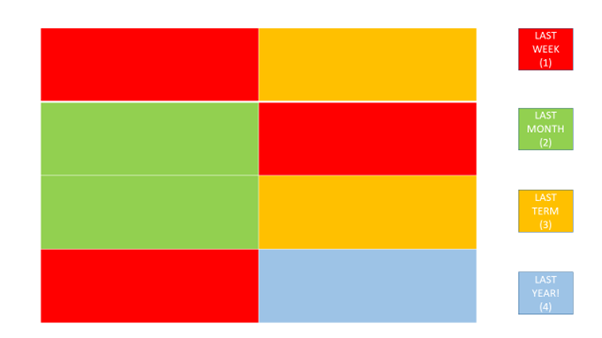 LAST
WEEK
(1)
LAST
MONTH
(2)
LAST
TERM
(3)
LAST
YEAR!
(4)